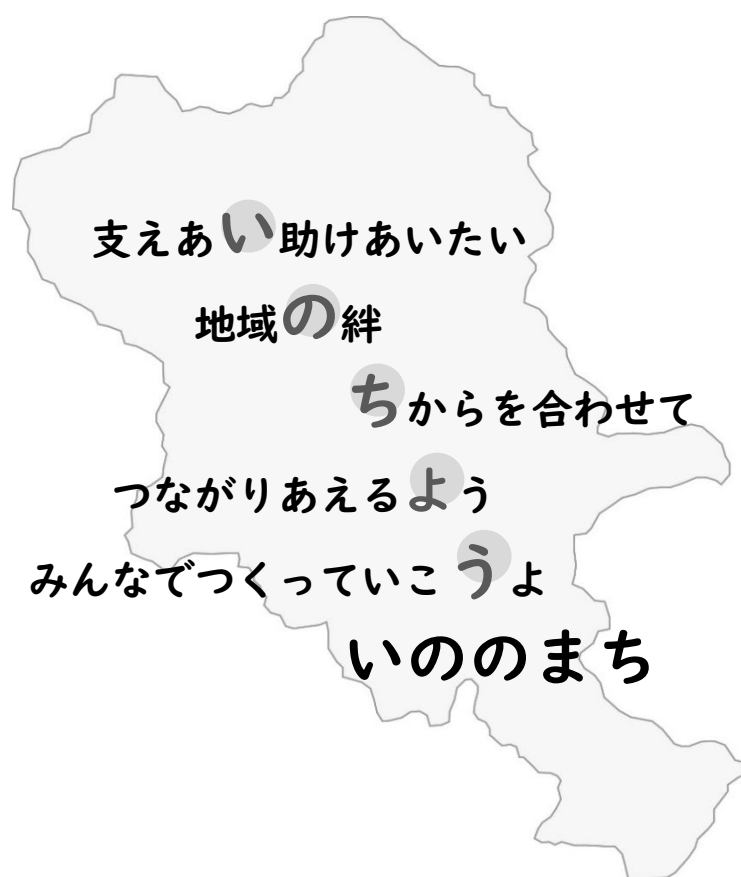 支えあい助けあいたい
地域の絆
ちからを合わせて
つながりあえるよう
みんなでつくっていこうよ
いののまち